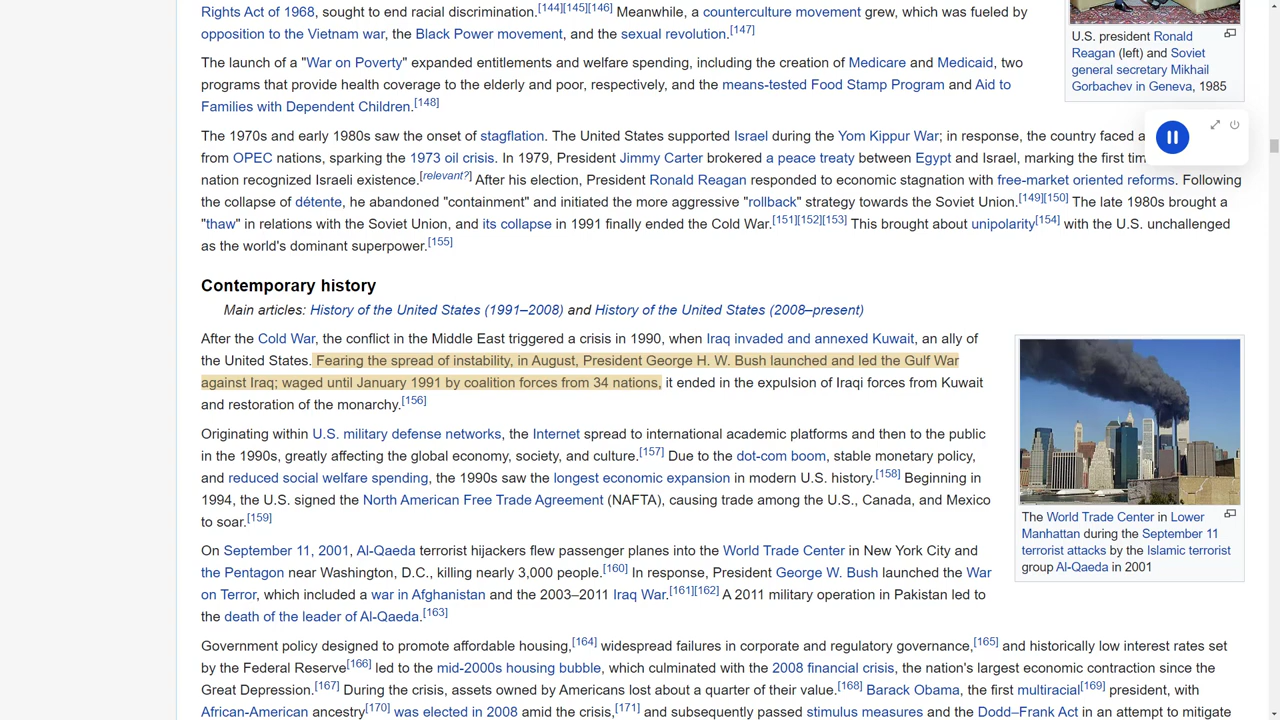 Rights Act of 1968, sought to end racial discrimination.[144][145][146] Meanwhile, a counterculture movement grew, which was fueled by
opposition to the Vietnam war, the Black Power movement, and the sexual revolution.[147]
The launch of a "War on Poverty" expanded entitlements and welfare spending, including the creation of Medicare and Medicaid, two
programs that provide health coverage to the elderly and poor, respectively, and the means-tested Food Stamp Program and Aid to
Families with Dependent Children.[148]
U.S. president Ronald
Reagan (left) and Soviet
general secretary Mikhail
Gorbachev in Geneva, 1985
The 1970s and early 1980s saw the onset of stagflation. The United States supported Israel during the Yom Kippur War; in response, the country faced a
from OPEC nations, sparking the 1973 oil crisis. In 1979, President Jimmy Carter brokered a peace treaty between Egypt and Israel, marking the first tim
nation recognized Israeli existence.[relevant?] After his election, President Ronald Reagan responded to economic stagnation with free-market oriented reforms. Following
the collapse of détente, he abandoned "containment" and initiated the more aggressive "rollback" strategy towards the Soviet Union.[149][150] The late 1980s brought a
"thaw" in relations with the Soviet Union, and its collapse in 1991 finally ended the Cold War.[151][152][153] This brought about unipolarity[154] with the U.S. unchallenged
as the world's dominant superpower.[155]
Contemporary history
Main articles: History of the United States (1991–2008) and History of the United States (2008–present)
After the Cold War, the conflict in the Middle East triggered a crisis in 1990, when Iraq invaded and annexed Kuwait, an ally of
the United States. Fearing the spread of instability, in August, President George H. W. Bush launched and led the Gulf War
against Iraq; waged until January 1991 by coalition forces from 34 nations, it ended in the expulsion of Iraqi forces from Kuwait
and restoration of the monarchy.[156]
Originating within U.S. military defense networks, the Internet spread to international academic platforms and then to the public
in the 1990s, greatly affecting the global economy, society, and culture.[157] Due to the dot-com boom, stable monetary policy,
and reduced social welfare spending, the 1990s saw the longest economic expansion in modern U.S. history.[158] Beginning in
1994, the U.S. signed the North American Free Trade Agreement (NAFTA), causing trade among the U.S., Canada, and Mexico
to soar.[159]
The World Trade Center in Lower
Manhattan during the September 11
terrorist attacks by the Islamic terrorist
group Al-Qaeda in 2001
On September 11, 2001, Al-Qaeda terrorist hijackers flew passenger planes into the World Trade Center in New York City and
the Pentagon near Washington, D.C., killing nearly 3,000 people.[160] In response, President George W. Bush launched the War
on Terror, which included a war in Afghanistan and the 2003–2011 Iraq War.[161][162] A 2011 military operation in Pakistan led to
the death of the leader of Al-Qaeda.[163]
Government policy designed to promote affordable housing,[164] widespread failures in corporate and regulatory governance,[165] and historically low interest rates set
by the Federal Reserve[166] led to the mid-2000s housing bubble, which culminated with the 2008 financial crisis, the nation's largest economic contraction since the
Great Depression.[167] During the crisis, assets owned by Americans lost about a quarter of their value.[168] Barack Obama, the first multiracial[169] president, with
African-American ancestry[170] was elected in 2008 amid the crisis,[171] and subsequently passed stimulus measures and the Dodd–Frank Act in an attempt to mitigate